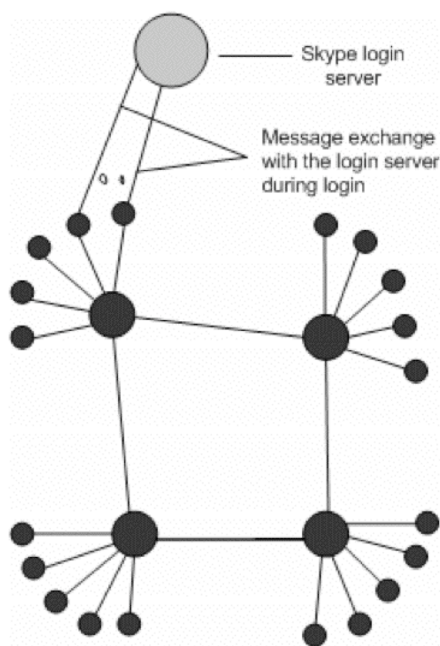 Skype login
server
Message exchange
with the login server
during login